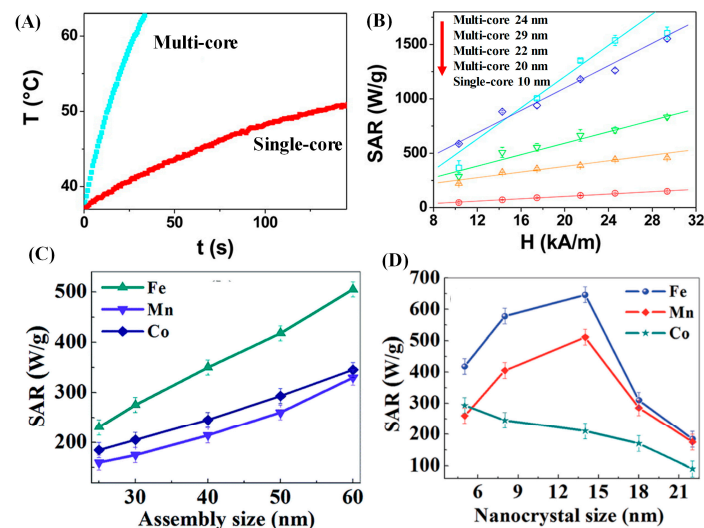 (A)
60
50
40
T (°C)
Multi-core
Single-core
0
50
100
t (s)
(B)
Multi-core 24 nm
Multi-core 29 nm
Multi-core 22 nm
Multi-core 20 nm
Single-core 10 nm
1500
1000
500
0
SAR (W/g)
8 12 16 20 24 28 32
H (kA/m)
(C)
Fe
Mn
Co
500
400
300
200
SAR (W/g)
30 40 50 60
Assembly size (nm)
(D)
Fe
Mn
Co
700
600
500
400
300
200
100
SAR (W/g)
6 9 12 15 18 21
Nanocrystal size (nm)